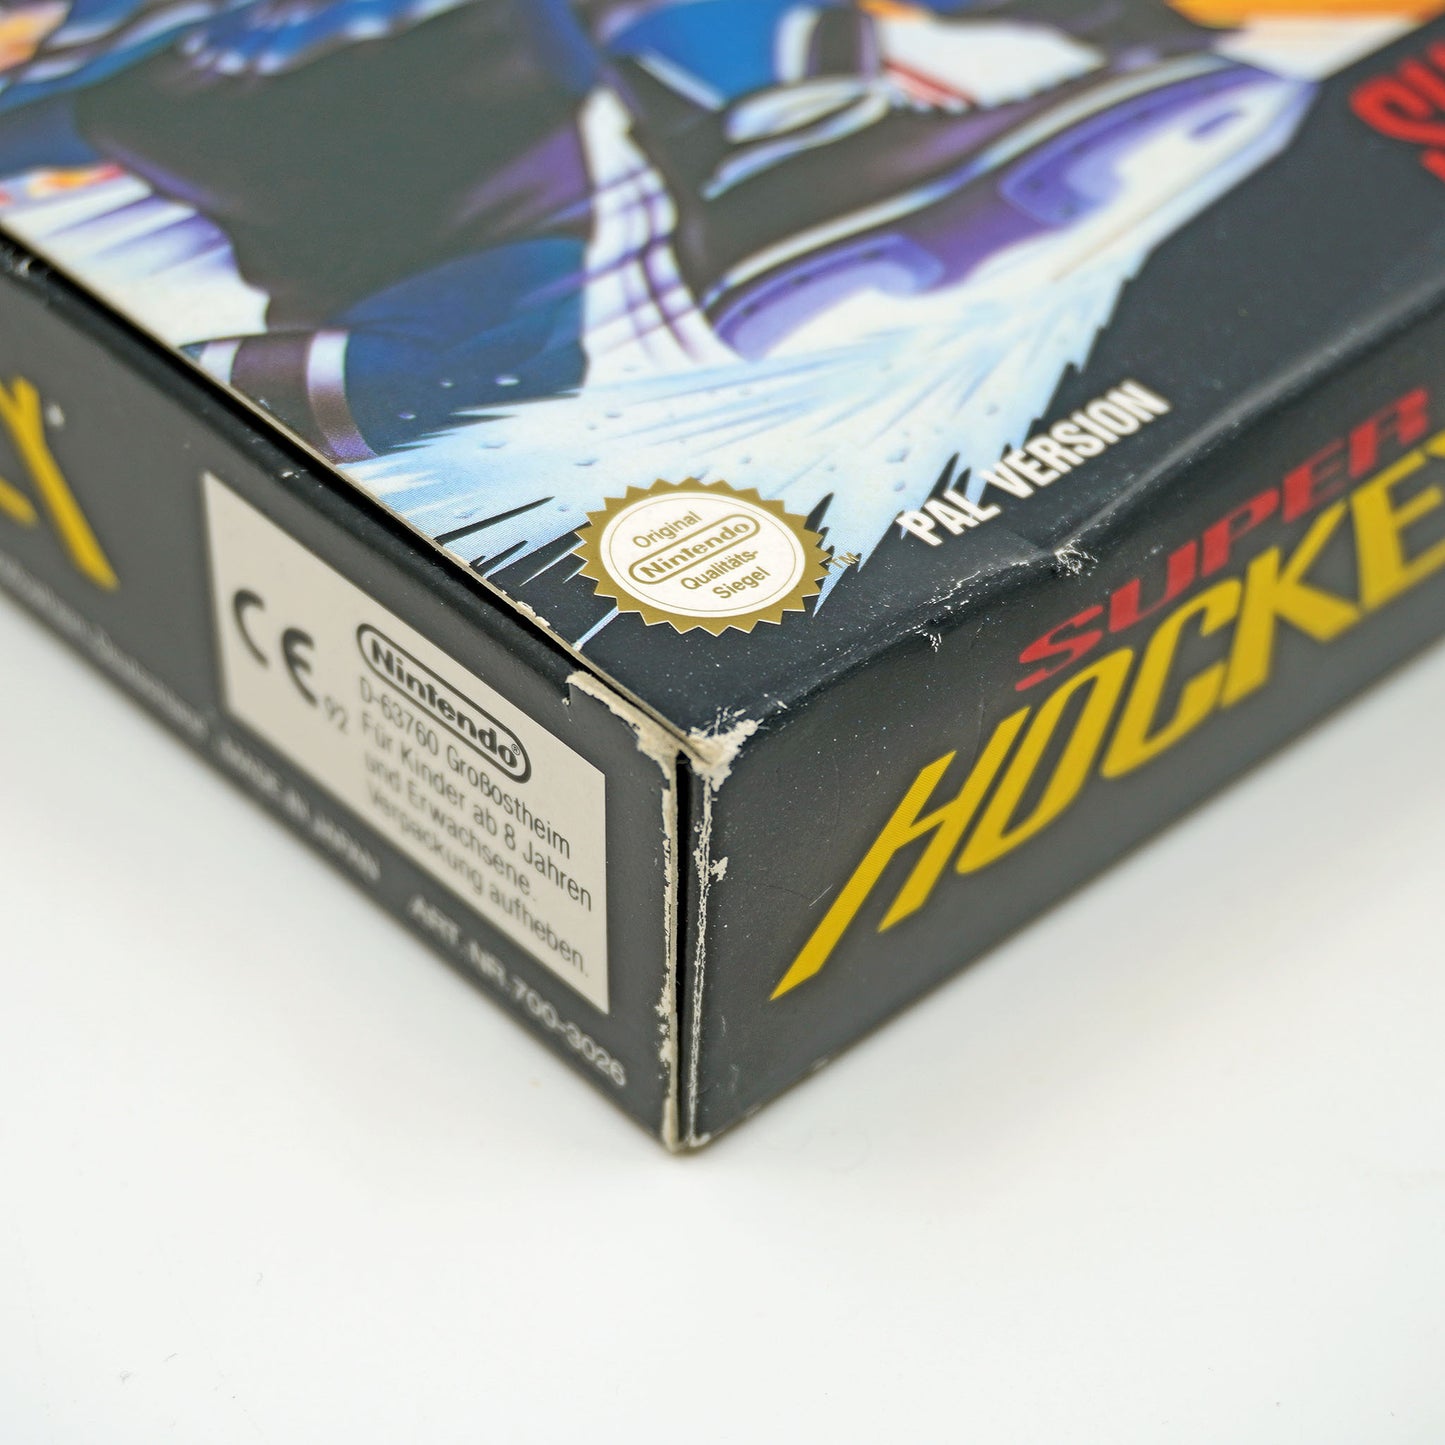 Original
Nintendo
Qualitäts-
Siegel
TM
PAL VERSION
SUPER
HOCKEY
CE 92
Nintendo®
D-63760 Großostheim
Für Kinder ab 8 Jahren
und Erwachsene.
Verpackung aufheben.
MADE IN JAPAN
ART.-NR. 700-3026